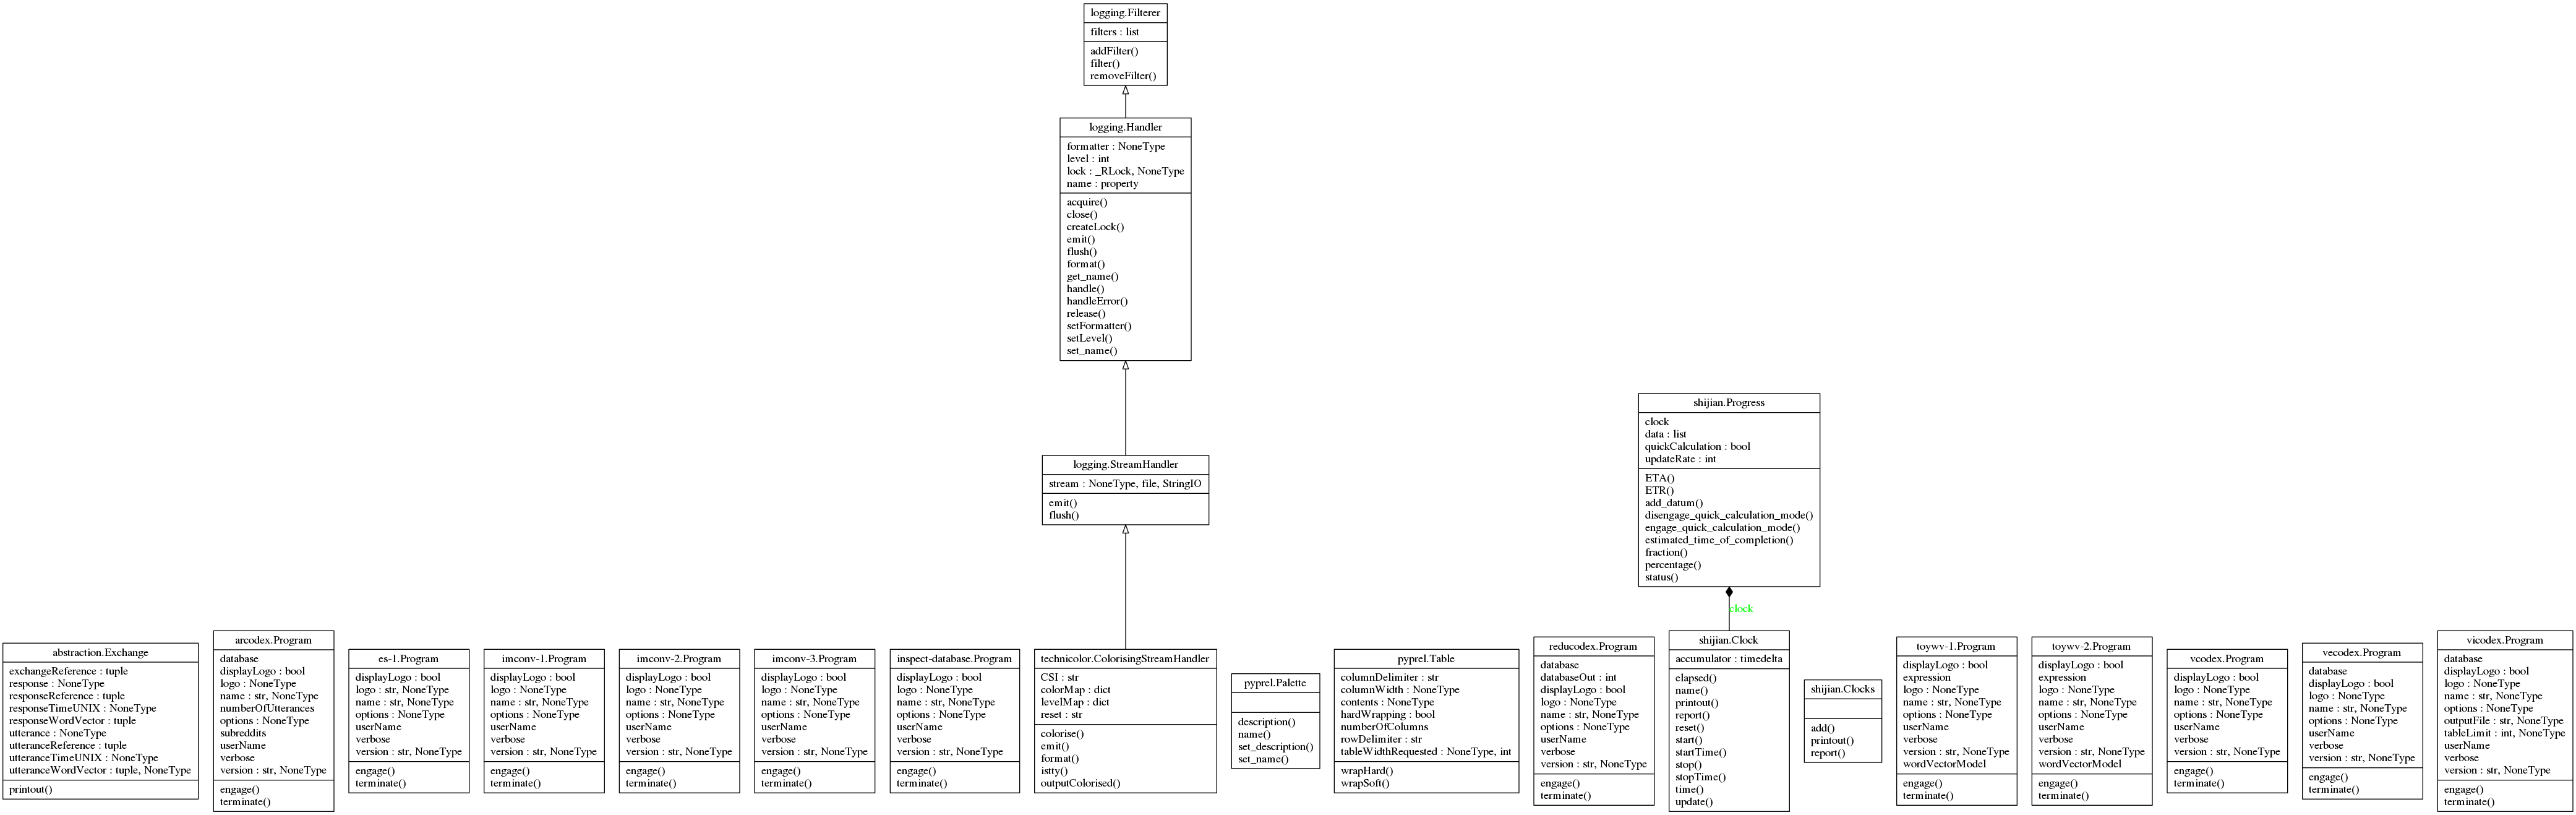 logging.Filterer
filters : list
addFilter()
filter()
removeFilter()
logging.Handler
formatter : NoneType
level : int
lock : _RLock, NoneType
name : property
acquire()
close()
createLock()
emit()
flush()
format()
get_name()
handle()
handleError()
release()
setFormatter()
setLevel()
set_name()
logging.StreamHandler
stream : NoneType, file, StringIO
emit()
flush()
shijian.Progress
clock
data : list
quickCalculation : bool
updateRate : int
ETA()
ETR()
add_datum()
disengage_quick_calculation_mode()
engage_quick_calculation_mode()
estimated_time_of_completion()
fraction()
percentage()
status()
clock
abstraction.Exchange
exchangeReference : tuple
response : NoneType
responseReference : tuple
responseTimeUNIX : NoneType
responseWordVector : tuple
utterance : NoneType
utteranceReference : tuple
utteranceTimeUNIX : NoneType
utteranceWordVector : tuple, NoneType
printout()
arcodex.Program
database
displayLogo : bool
logo : NoneType
name : str, NoneType
numberOfUtterances
options : NoneType
subreddits
userName
verbose
version : str, NoneType
engage()
terminate()
es-1.Program
displayLogo : bool
logo : str, NoneType
name : str, NoneType
options : NoneType
userName
verbose
version : str, NoneType
engage()
terminate()
imconv-1.Program
displayLogo : bool
logo : NoneType
name : str, NoneType
options : NoneType
userName
verbose
version : str, NoneType
engage()
terminate()
imconv-2.Program
displayLogo : bool
logo : NoneType
name : str, NoneType
options : NoneType
userName
verbose
version : str, NoneType
engage()
terminate()
imconv-3.Program
displayLogo : bool
logo : NoneType
name : str, NoneType
options : NoneType
userName
verbose
version : str, NoneType
engage()
terminate()
inspect-database.Program
displayLogo : bool
logo : NoneType
name : str, NoneType
options : NoneType
userName
verbose
version : str, NoneType
engage()
terminate()
technicolor.ColorisingStreamHandler
CSI : str
colorMap : dict
levelMap : dict
reset : str
colorise()
emit()
format()
istty()
outputColorised()
pyprel.Palette
description()
name()
set_description()
set_name()
pyprel.Table
columnDelimiter : str
columnWidth : NoneType
contents : NoneType
hardWrapping : bool
numberOfColumns
rowDelimiter : str
tableWidthRequested : NoneType, int
wrapHard()
wrapSoft()
reducodex.Program
database
databaseOut : int
displayLogo : bool
logo : NoneType
name : str, NoneType
options : NoneType
userName
verbose
version : str, NoneType
engage()
terminate()
shijian.Clock
accumulator : timedelta
elapsed()
name()
printout()
report()
reset()
start()
startTime()
stop()
stopTime()
time()
update()
shijian.Clocks
add()
printout()
report()
toywv-1.Program
displayLogo : bool
expression
logo : NoneType
name : str, NoneType
options : NoneType
userName
verbose
version : str, NoneType
wordVectorModel
engage()
terminate()
toywv-2.Program
displayLogo : bool
expression
logo : NoneType
name : str, NoneType
options : NoneType
userName
verbose
version : str, NoneType
wordVectorModel
engage()
terminate()
vcodex.Program
displayLogo : bool
logo : NoneType
name : str, NoneType
options : NoneType
userName
verbose
version : str, NoneType
engage()
terminate()
vecodex.Program
database
displayLogo : bool
logo : NoneType
name : str, NoneType
options : NoneType
userName
verbose
version : str, NoneType
engage()
terminate()
vicodex.Program
database
displayLogo : bool
logo : NoneType
name : str, NoneType
options : NoneType
outputFile : str, NoneType
tableLimit : int, NoneType
userName
verbose
version : str, NoneType
engage()
terminate()